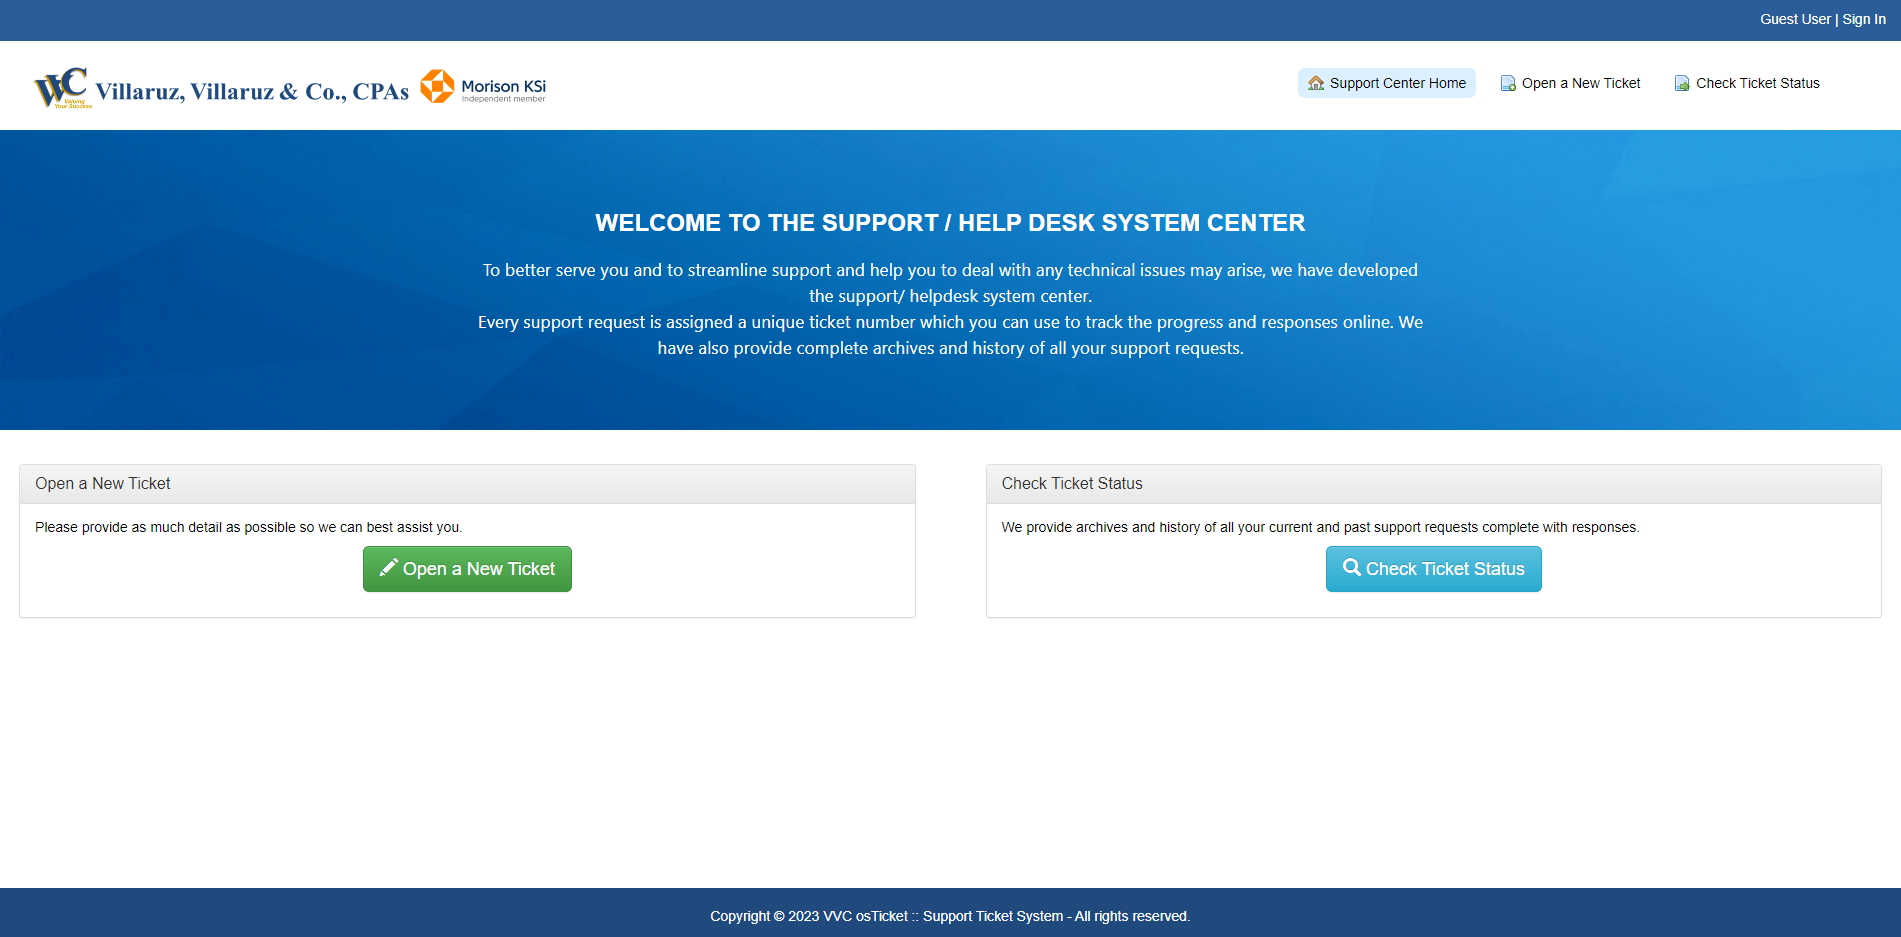 Guest User | Sign In
VVC Villaruz, Villaruz & Co., CPAs Morison KSi
Valuing Your Success
Independent member
Support Center Home
Open a New Ticket
Check Ticket Status
WELCOME TO THE SUPPORT / HELP DESK SYSTEM CENTER
To better serve you and to streamline support and help you to deal with any technical issues may arise, we have developed
the support/ helpdesk system center.
Every support request is assigned a unique ticket number which you can use to track the progress and responses online. We
have also provide complete archives and history of all your support requests.
Open a New Ticket
Please provide as much detail as possible so we can best assist you.
Open a New Ticket
Check Ticket Status
We provide archives and history of all your current and past support requests complete with responses.
Check Ticket Status
Copyright © 2023 VVC osTicket :: Support Ticket System - All rights reserved.